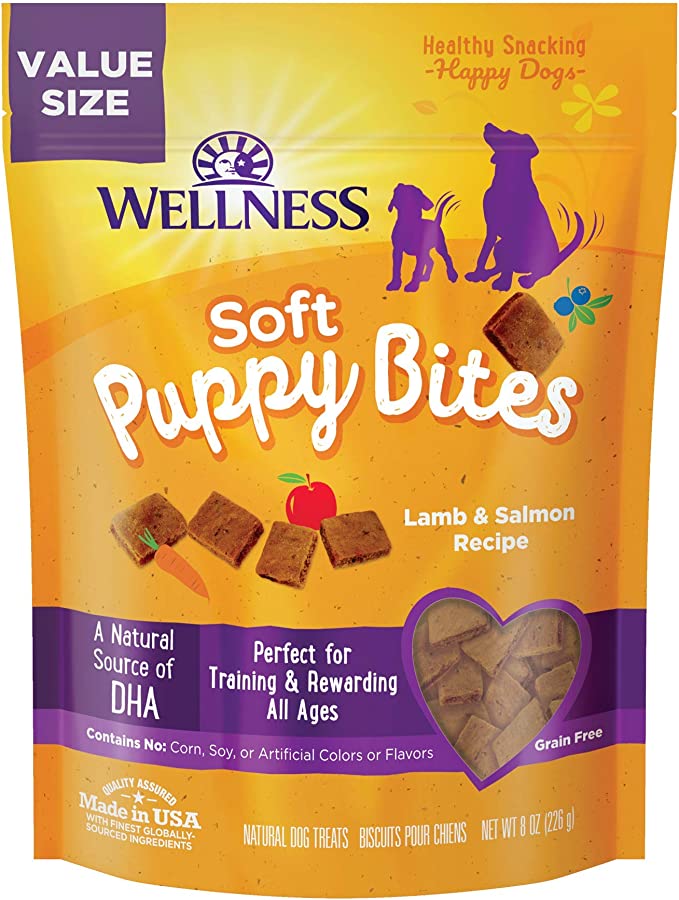 VALUE
SIZE
Healthy Snacking
-Happy Dogs-
WELLNESS
Soft
Puppy Bites
Lamb & Salmon
Recipe
A Natural
Source of
DHA
Perfect for
Training & Rewarding
All Ages
Grain Free
Contains No: Corn, Soy, or Artificial Colors or Flavors
QUALITY ASSURED
Made in USA
WITH FINEST GLOBALLY-
SOURCED INGREDIENTS
NATURAL DOG TREATS BISCUITS POUR CHIENS NET WT 8 OZ (226 g)